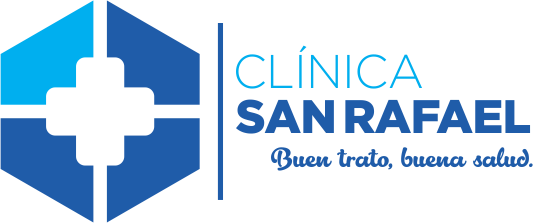 CLÍNICA
SAN RAFAEL
Buen trato, buena salud.